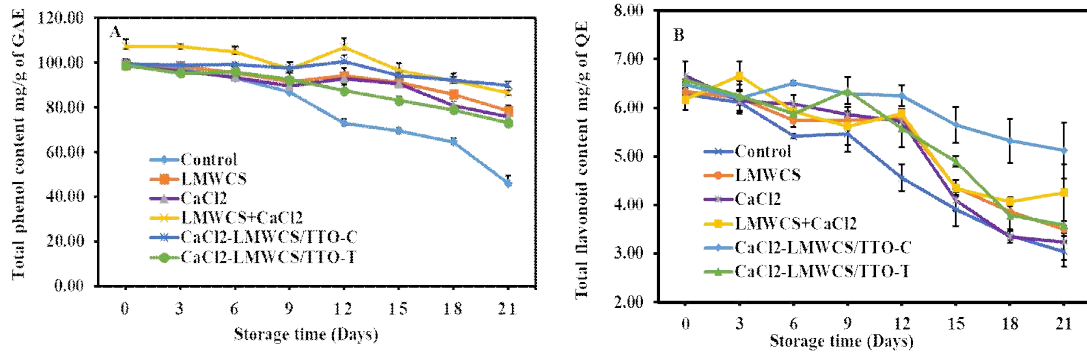 A
Total phenol content mg/g of GAE
120.00
100.00
80.00
60.00
40.00
20.00
0.00
Control
LMWCS
CaCl2
LMWCS+CaCl2
CaCl2-LMWCS/TTO-C
CaCl2-LMWCS/TTO-T
0 3 6 9 12 15 18 21
Storage time (Days)
B
Total flavonoid content mg/g of QE
8.00
7.00
6.00
5.00
4.00
3.00
2.00
Control
LMWCS
CaCl2
LMWCS+CaCl2
CaCl2-LMWCS/TTO-C
CaCl2-LMWCS/TTO-T
0 3 6 9 12 15 18 21
Storage time (Days)